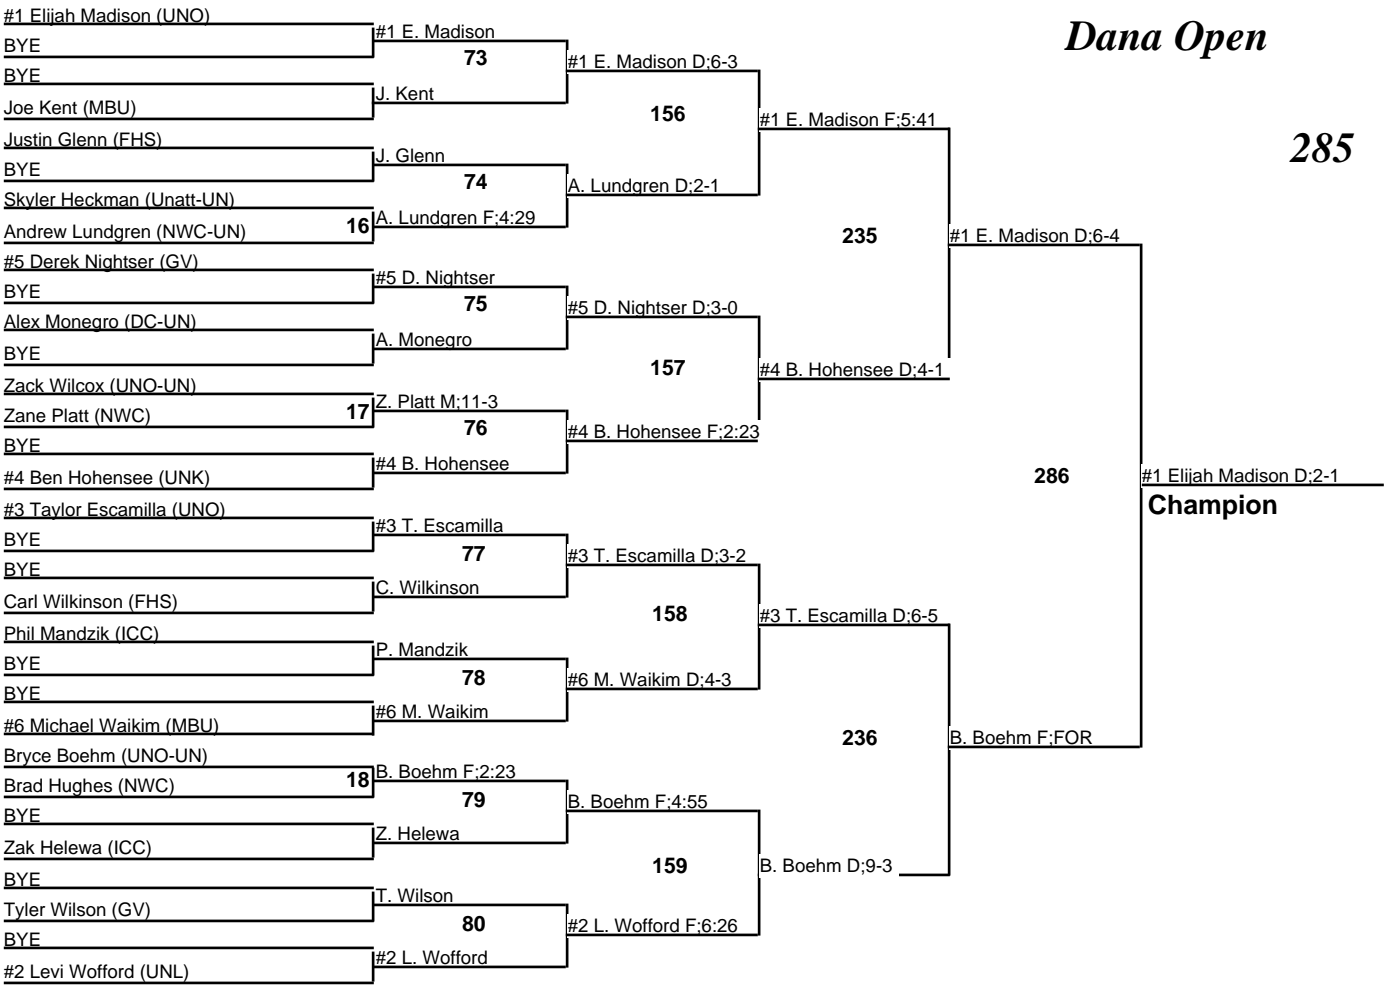 Dana Open
285
#1 Elijah Madison (UNO)
BYE
BYE
Joe Kent (MBU)
Justin Glenn (FHS)
BYE
Skyler Heckman (Unatt-UN)
Andrew Lundgren (NWC-UN)
#5 Derek Nightser (GV)
BYE
Alex Monegro (DC-UN)
BYE
Zack Wilcox (UNO-UN)
Zane Platt (NWC)
BYE
#4 Ben Hohensee (UNK)
#3 Taylor Escamilla (UNO)
BYE
BYE
Carl Wilkinson (FHS)
Phil Mandzik (ICC)
BYE
BYE
#6 Michael Waikim (MBU)
Bryce Boehm (UNO-UN)
Brad Hughes (NWC)
BYE
Zak Helewa (ICC)
BYE
Tyler Wilson (GV)
BYE
#2 Levi Wofford (UNL)
16
17
18
#1 E. Madison
73
J. Kent
J. Glenn
74
A. Lundgren F;4:29
#5 D. Nightser
75
A. Monegro
Z. Platt M;11-3
76
#4 B. Hohensee
#3 T. Escamilla
77
C. Wilkinson
P. Mandzik
78
#6 M. Waikim
B. Boehm F;2:23
79
Z. Helewa
T. Wilson
80
#2 L. Wofford
#1 E. Madison D;6-3
156
A. Lundgren D;2-1
#5 D. Nightser D;3-0
157
#4 B. Hohensee F;2:23
#3 T. Escamilla D;3-2
158
#6 M. Waikim D;4-3
B. Boehm F;4:55
159
#2 L. Wofford F;6:26
#1 E. Madison F;5:41
235
#4 B. Hohensee D;4-1
#3 T. Escamilla D;6-5
236
B. Boehm D;9-3
#1 E. Madison D;6-4
286
B. Boehm F;FOR
#1 Elijah Madison D;2-1
Champion